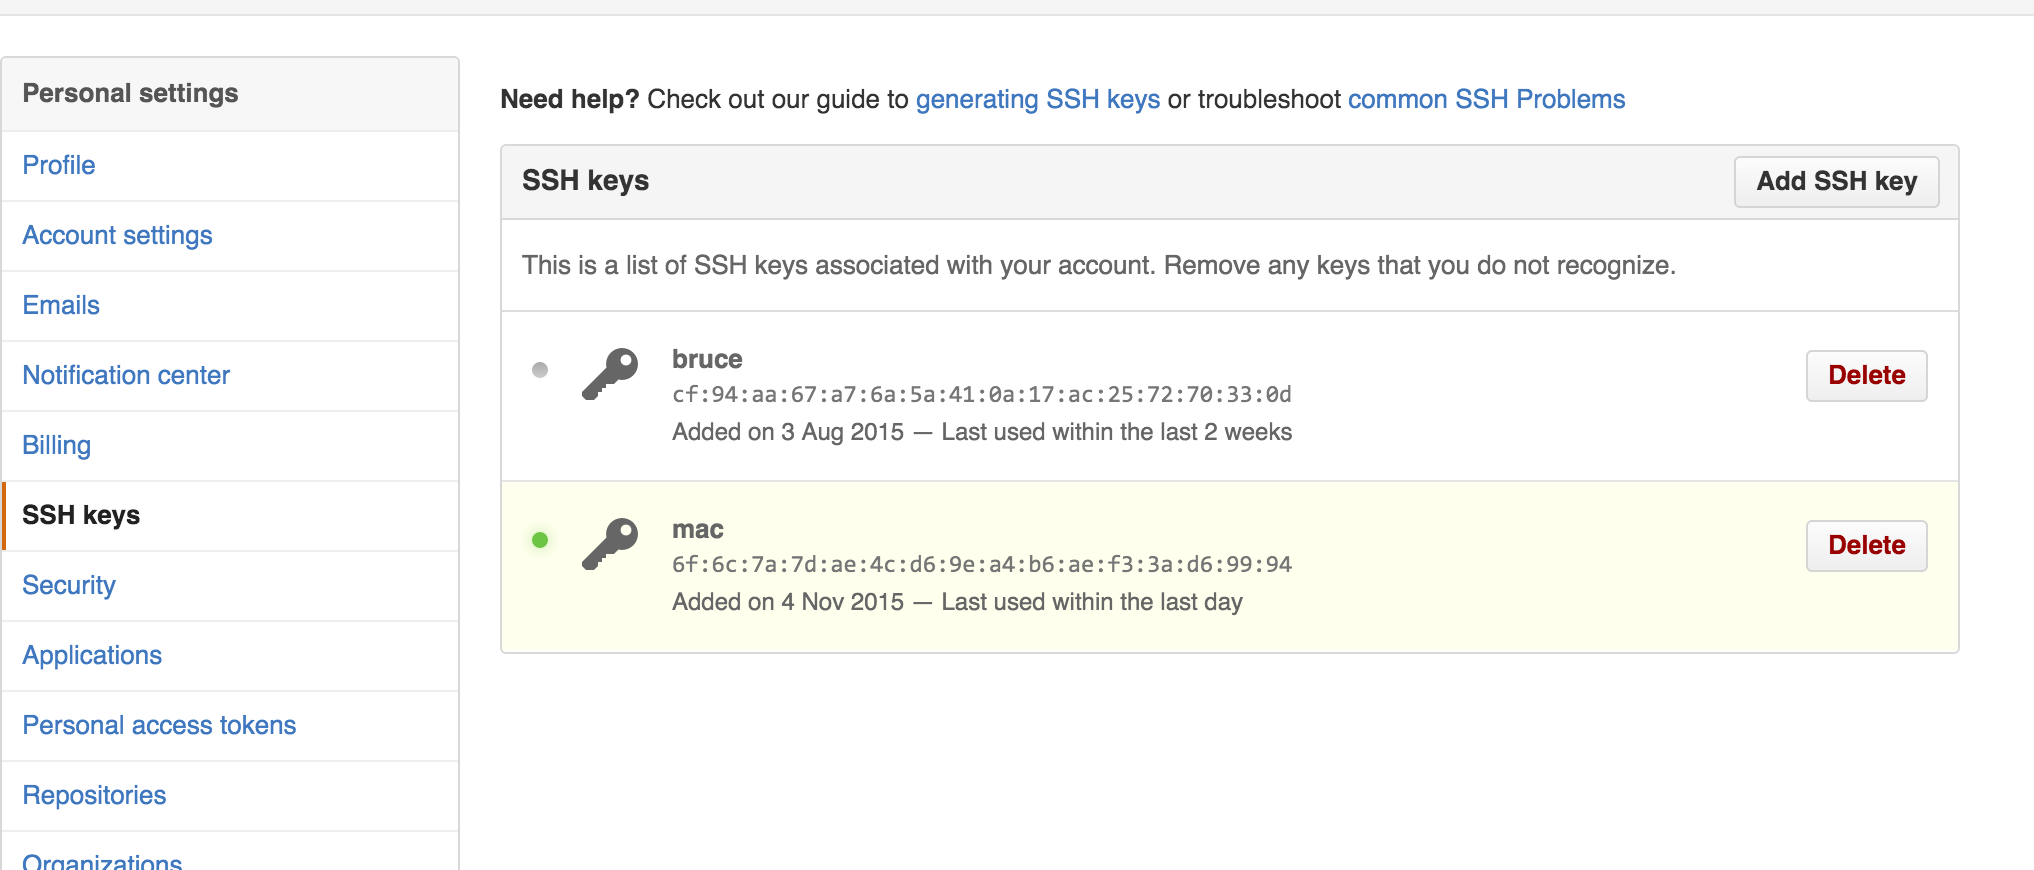 Personal settings
Profile
Account settings
Emails
Notification center
Billing
SSH keys
Security
Applications
Personal access tokens
Repositories
Organizations
Need help? Check out our guide to generating SSH keys or troubleshoot common SSH Problems
SSH keys
Add SSH key
This is a list of SSH keys associated with your account. Remove any keys that you do not recognize.
bruce
cf:94:aa:67:a7:6a:5a:41:0a:17:ac:25:72:70:33:0d
Added on 3 Aug 2015 — Last used within the last 2 weeks
Delete
mac
6f:6c:7a:7d:ae:4c:d6:9e:a4:b6:ae:f3:3a:d6:99:94
Added on 4 Nov 2015 — Last used within the last day
Delete